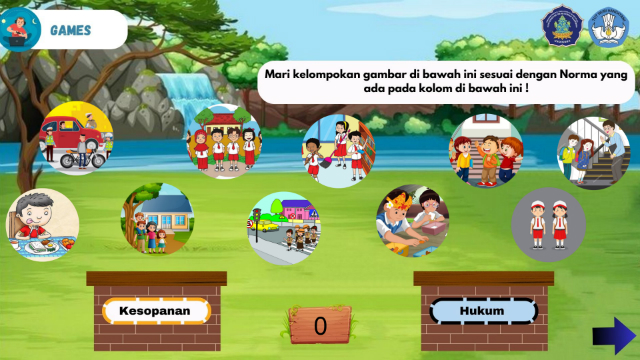 GAMES
Mari kelompokan gambar di bawah ini sesuai dengan Norma yang
ada pada kolom di bawah ini !
Kesopanan
0
Hukum